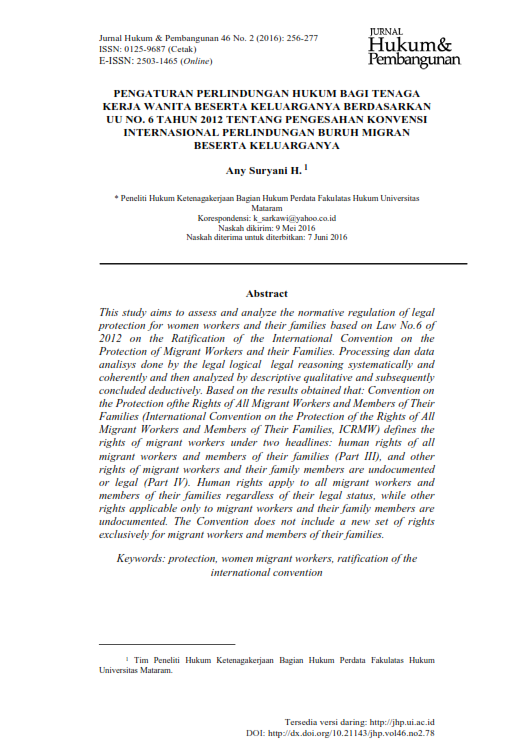 Jurnal Hukum & Pembangunan 46 No. 2 (2016): 256-277
ISSN: 0125-9687 (Cetak)
E-ISSN: 2503-1465 (Online)
JURNAL
Hukum&
Pembangunan
PENGATURAN PERLINDUNGAN HUKUM BAGI TENAGA
KERJA WANITA BESERTA KELUARGANYA BERDASARKAN
UU NO. 6 TAHUN 2012 TENTANG PENGESAHAN KONVENSI
INTERNASIONAL PERLINDUNGAN BURUH MIGRAN
BESERTA KELUARGANYA
Any Suryani H. 1
* Peneliti Hukum Ketenagakerjaan Bagian Hukum Perdata Fakulatas Hukum Universitas
Mataram
Korespondensi: k_sarkawi@yahoo.co.id
Naskah dikirim: 9 Mei 2016
Naskah diterima untuk diterbitkan: 7 Juni 2016
Abstract
This study aims to assess and analyze the normative regulation of legal
protection for women workers and their families based on Law No.6 of
2012 on the Ratification of the International Convention on the
Protection of Migrant Workers and their Families. Processing dan data
analisys done by the legal logical legal reasoning systematically and
coherently and then analyzed by descriptive qualitative and subsequently
concluded deductively. Based on the results obtained that: Convention on
the Protection ofthe Rights of All Migrant Workers and Members of Their
Families (International Convention on the Protection of the Rights of All
Migrant Workers and Members of Their Families, ICRMW) defines the
rights of migrant workers under two headlines: human rights of all
migrant workers and members of their families (Part III), and other
rights of migrant workers and their family members are undocumented
or legal (Part IV). Human rights apply to all migrant workers and
members of their families regardless of their legal status, while other
rights applicable only to migrant workers and their family members are
undocumented. The Convention does not include a new set of rights
exclusively for migrant workers and members of their families.
Keywords: protection, women migrant workers, ratification of the
international convention
1 Tim Peneliti Hukum Ketenagakerjaan Bagian Hukum Perdata Fakulatas Hukum
Universitas Mataram.
Tersedia versi daring: http://jhp.ui.ac.id
DOI: http://dx.doi.org/10.21143/jhp.vol46.no2.78